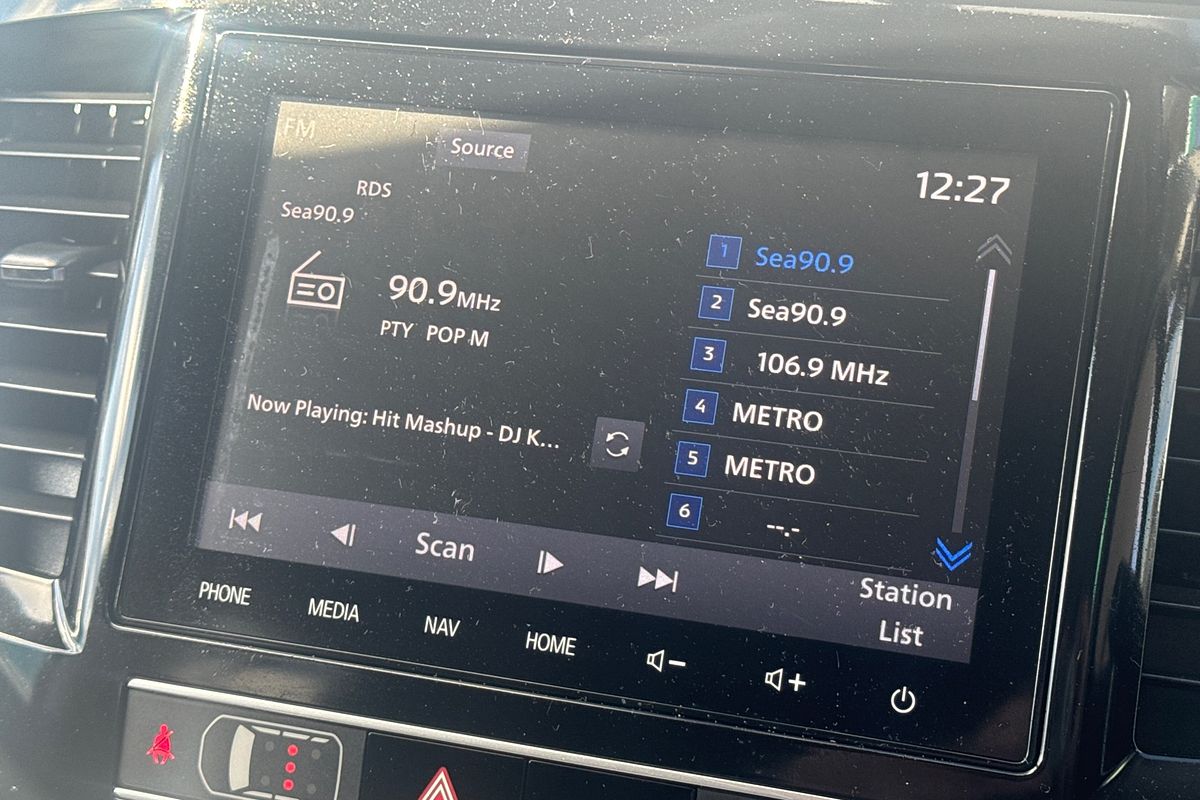 FM
Source
12:27
RDS
Sea90.9
90.9MHz
PTY POP M
Now Playing: Hit Mashup - DJ K...
1 Sea90.9
2 Sea90.9
3 106.9 MHz
4 METRO
5 METRO
6 --.-
Scan
Station
List
PHONE
MEDIA
NAV
HOME